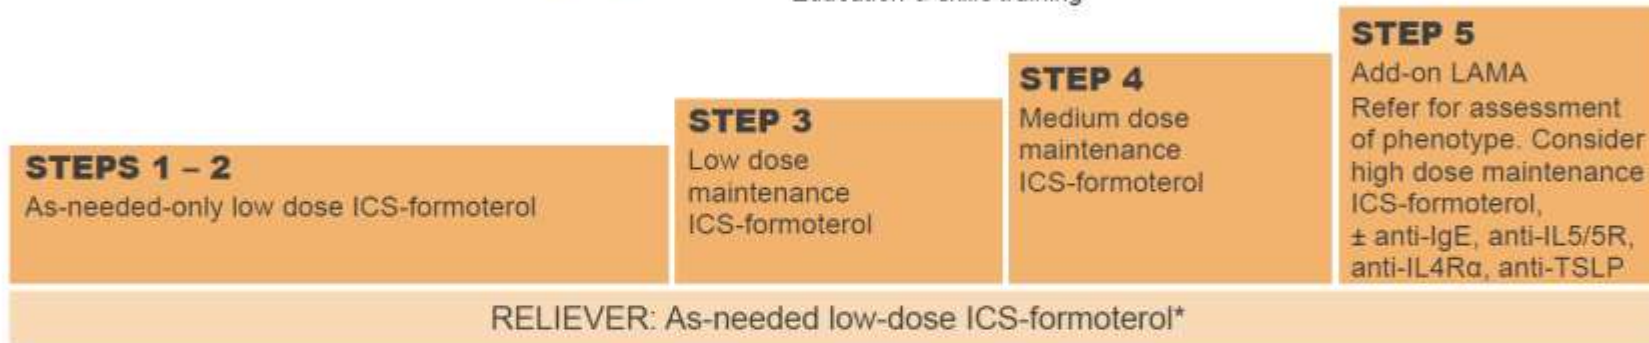 STEPS 1 – 2
As-needed-only low dose ICS-formoterol
STEP 3
Low dose
maintenance
ICS-formoterol
STEP 4
Medium dose
maintenance
ICS-formoterol
STEP 5
Add-on LAMA
Refer for assessment
of phenotype. Consider
high dose maintenance
ICS-formoterol,
± anti-IgE, anti-IL5/5R,
anti-IL4Rα, anti-TSLP
RELIEVER: As-needed low-dose ICS-formoterol*